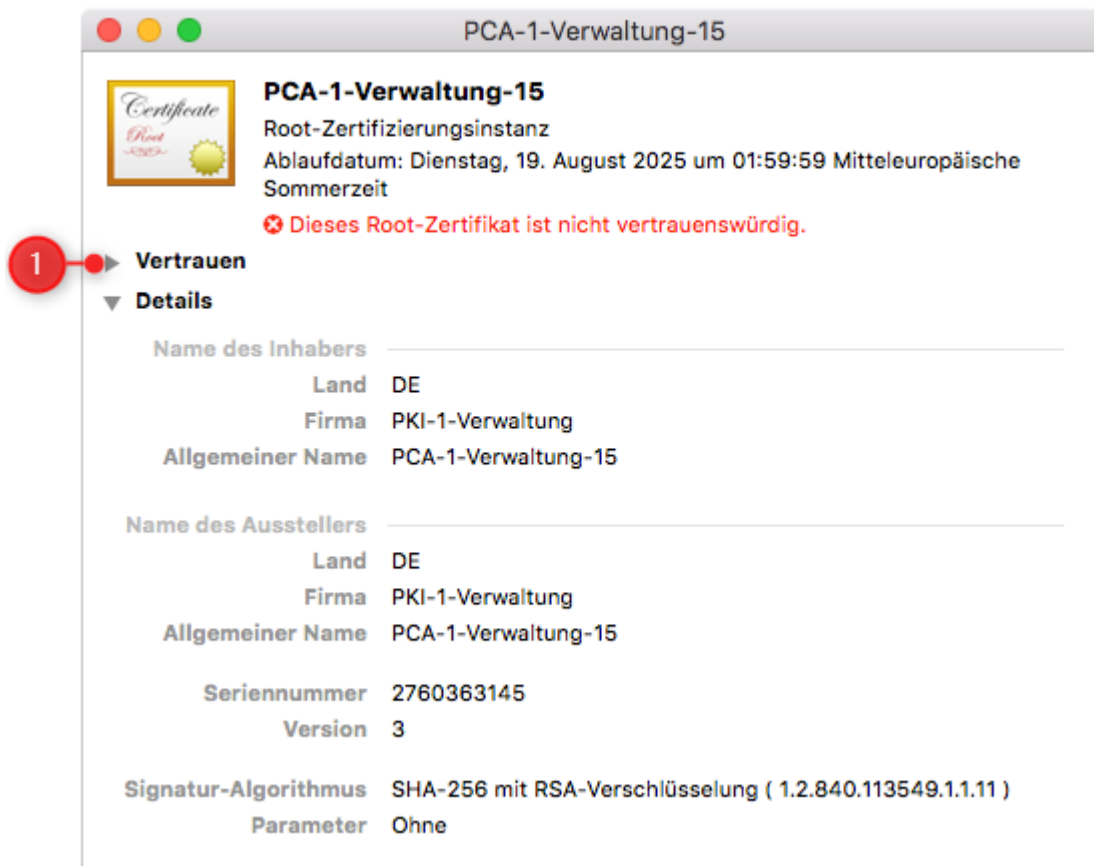 PCA-1-Verwaltung-15
Certificate
Root
PCA-1-Verwaltung-15
Root-Zertifizierungsinstanz
Ablaufdatum: Dienstag, 19. August 2025 um 01:59:59 Mitteleuropäische
Sommerzeit
Dieses Root-Zertifikat ist nicht vertrauenswürdig.
1 Vertrauen
Details
Name des Inhabers
Land DE
Firma PKI-1-Verwaltung
Allgemeiner Name PCA-1-Verwaltung-15
Name des Ausstellers
Land DE
Firma PKI-1-Verwaltung
Allgemeiner Name PCA-1-Verwaltung-15
Seriennummer 2760363145
Version 3
Signatur-Algorithmus SHA-256 mit RSA-Verschlüsselung ( 1.2.840.113549.1.1.11 )
Parameter Ohne